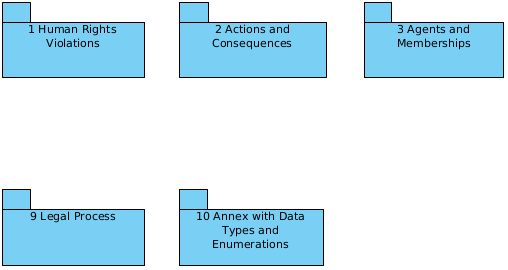 1 Human Rights
Violations
2 Actions and
Consequences
3 Agents and
Memberships
9 Legal Process
10 Annex with Data
Types and
Enumerations